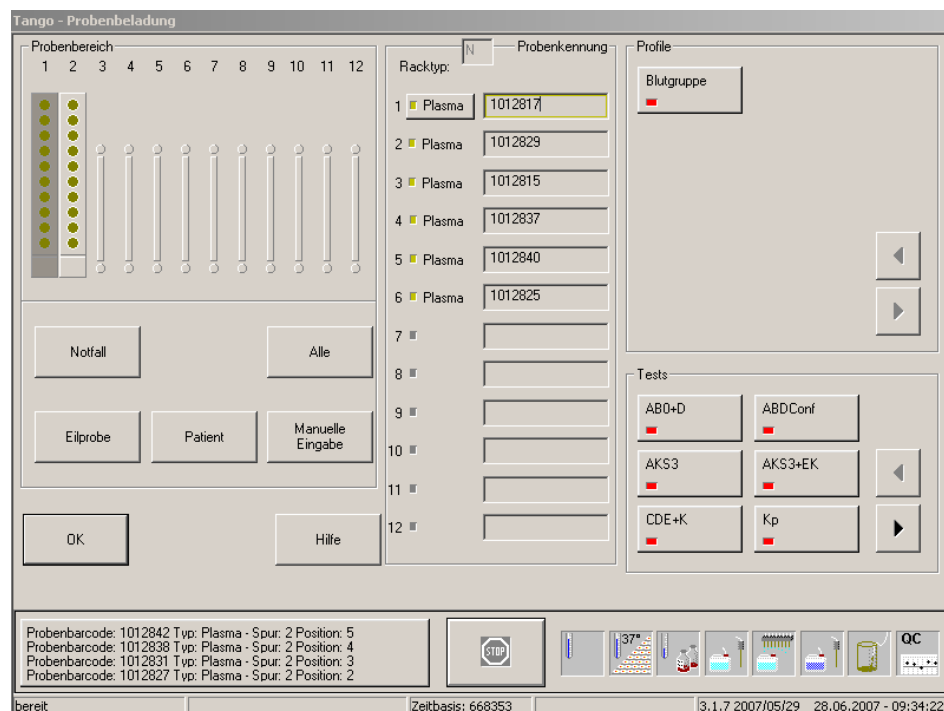 Tango - Probenbeladung
Probenbereich
1 2 3 4 5 6 7 8 9 10 11 12
Notfall
Alle
Eilprobe
Patient
Manuelle
Eingabe
OK
Hilfe
N
Probenkennung
Racktyp:
1 Plasma 1012817
2 Plasma 1012829
3 Plasma 1012815
4 Plasma 1012837
5 Plasma 1012840
6 Plasma 1012825
7
8
9
10
11
12
Profile
Blutgruppe
Tests
AB0+D
ABDConf
AKS3
AKS3+EK
CDE+K
Kp
Probenbarcode: 1012842 Typ: Plasma - Spur: 2 Position: 5
Probenbarcode: 1012838 Typ: Plasma - Spur: 2 Position: 4
Probenbarcode: 1012831 Typ: Plasma - Spur: 2 Position: 3
Probenbarcode: 1012827 Typ: Plasma - Spur: 2 Position: 2
STOP
37°
QC
bereit
Zeitbasis: 668353
3.1.7 2007/05/29 28.06.2007 - 09:34:22